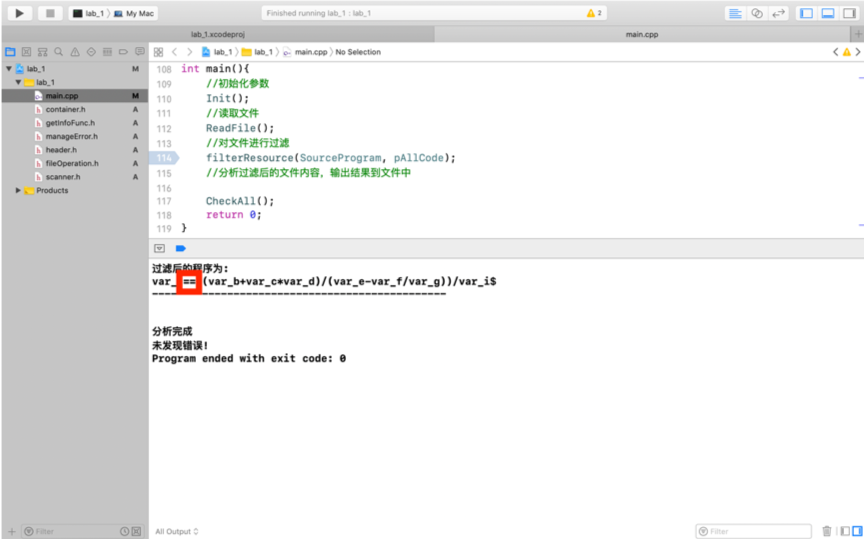 lab_1 〉 My Mac
Finished running lab_1 : lab_1
2
lab_1.xcodeproj
main.cpp
lab_1 〉 lab_1 〉 main.cpp 〉 No Selection
lab_1 M
lab_1
main.cpp M
container.h A
getInfoFunc.h A
manageError.h A
header.h A
fileOperation.h A
scanner.h A
Products
108 int main(){
109 //初始化参数
110 Init();
111 //读取文件
112 ReadFile();
113 //对文件进行过滤
114 filterResource(SourceProgram, pAllCode);
115 //分析过滤后的文件内容，输出结果到文件中
116
117 CheckAll();
118 return 0;
119 }
过滤后的程序为:
var_ == (var_b+var_c*var_d)/(var_e-var_f/var_g))/var_i$
-----------------------------------------------
分析完成
未发现错误!
Program ended with exit code: 0
Filter
All Output
Filter